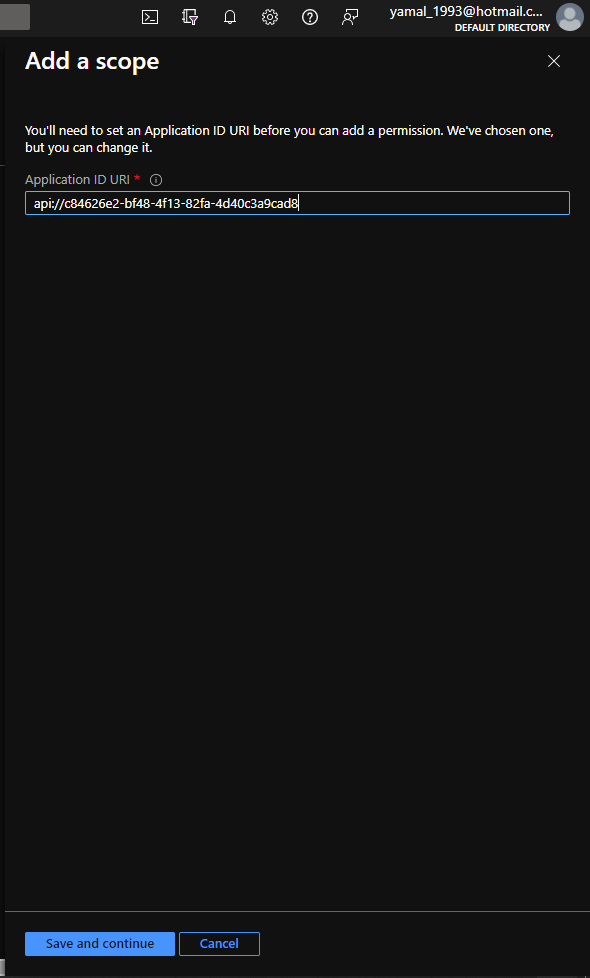 yamal_1993@hotmail.c...
DEFAULT DIRECTORY
Add a scope
You'll need to set an Application ID URI before you can add a permission. We've chosen one,
but you can change it.
Application ID URI *
api://c84626e2-bf48-4f13-82fa-4d40c3a9cad8
Save and continue
Cancel